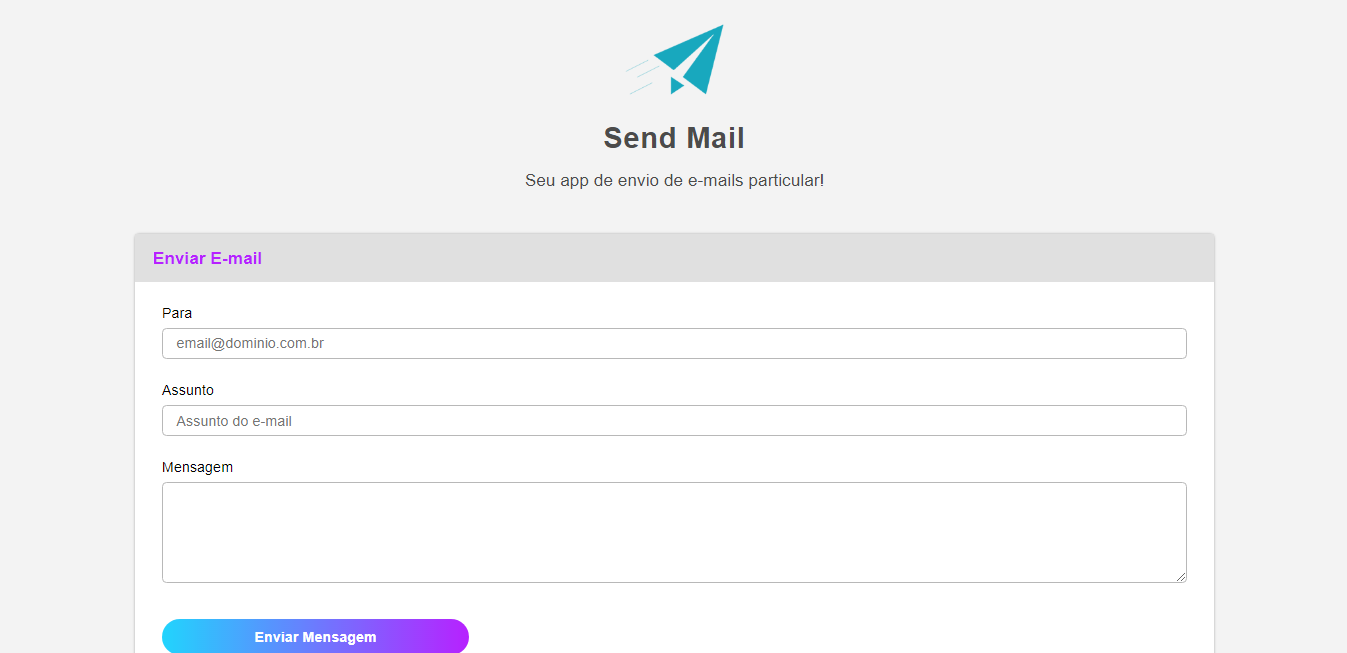 Send Mail
Seu app de envio de e-mails particular!
Enviar E-mail
Para
email@dominio.com.br
Assunto
Assunto do e-mail
Mensagem
Enviar Mensagem